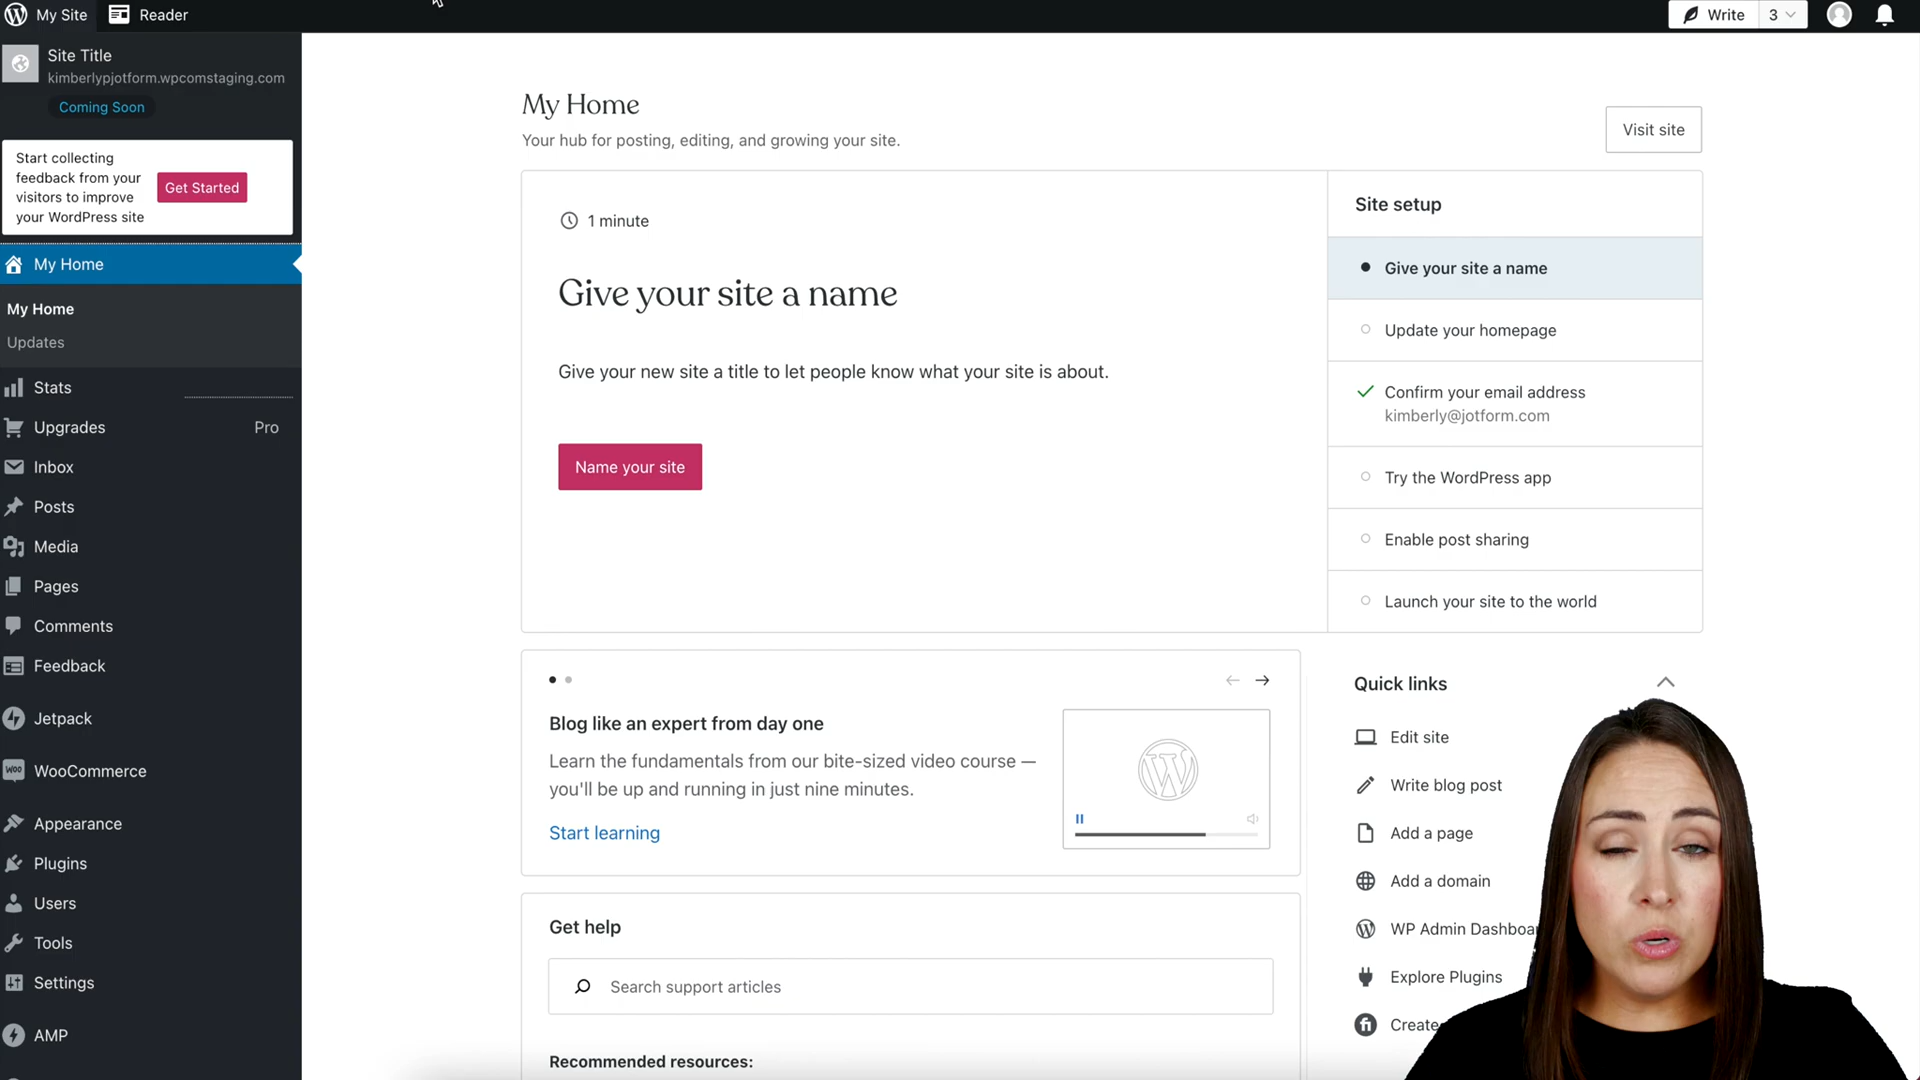 My Site
Reader
Write
3
Site Title
kimberlypjotform.wpcomstaging.com
Coming Soon
Start collecting
feedback from your
visitors to improve
your WordPress site
Get Started
My Home
My Home
Updates
Stats
Upgrades
Pro
Inbox
Posts
Media
Pages
Comments
Feedback
Jetpack
WooCommerce
Appearance
Plugins
Users
Tools
Settings
AMP
My Home
Your hub for posting, editing, and growing your site.
Visit site
1 minute
Give your site a name
Give your new site a title to let people know what your site is about.
Name your site
Site setup
Give your site a name
Update your homepage
Confirm your email address
kimberly@jotform.com
Try the WordPress app
Enable post sharing
Launch your site to the world
Blog like an expert from day one
Learn the fundamentals from our bite-sized video course —
you'll be up and running in just nine minutes.
Start learning
Get help
Search support articles
Recommended resources:
Quick links
Edit site
Write blog post
Add a page
Add a domain
WP Admin Dashboa
Explore Plugins
Create